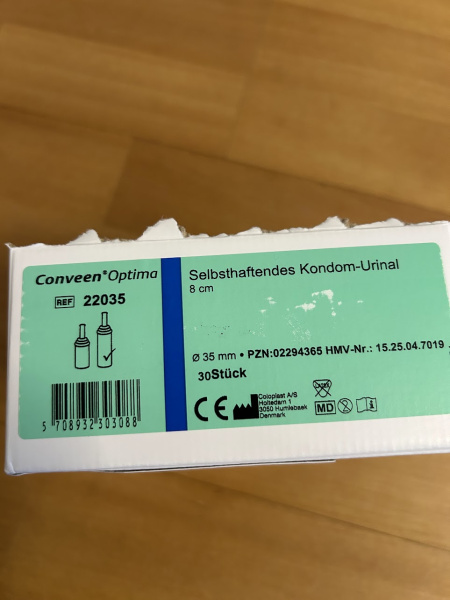 Conveen® Optima
REF 22035
5 708932 303088
Selbsthaftendes Kondom-Urinal
8 cm
ø 35 mm • PZN:02294365 HMV-Nr.: 15.25.04.7019
30Stück
CE
Coloplast A/S
Holtedam 1
3050 Humlebaek
Denmark
MD